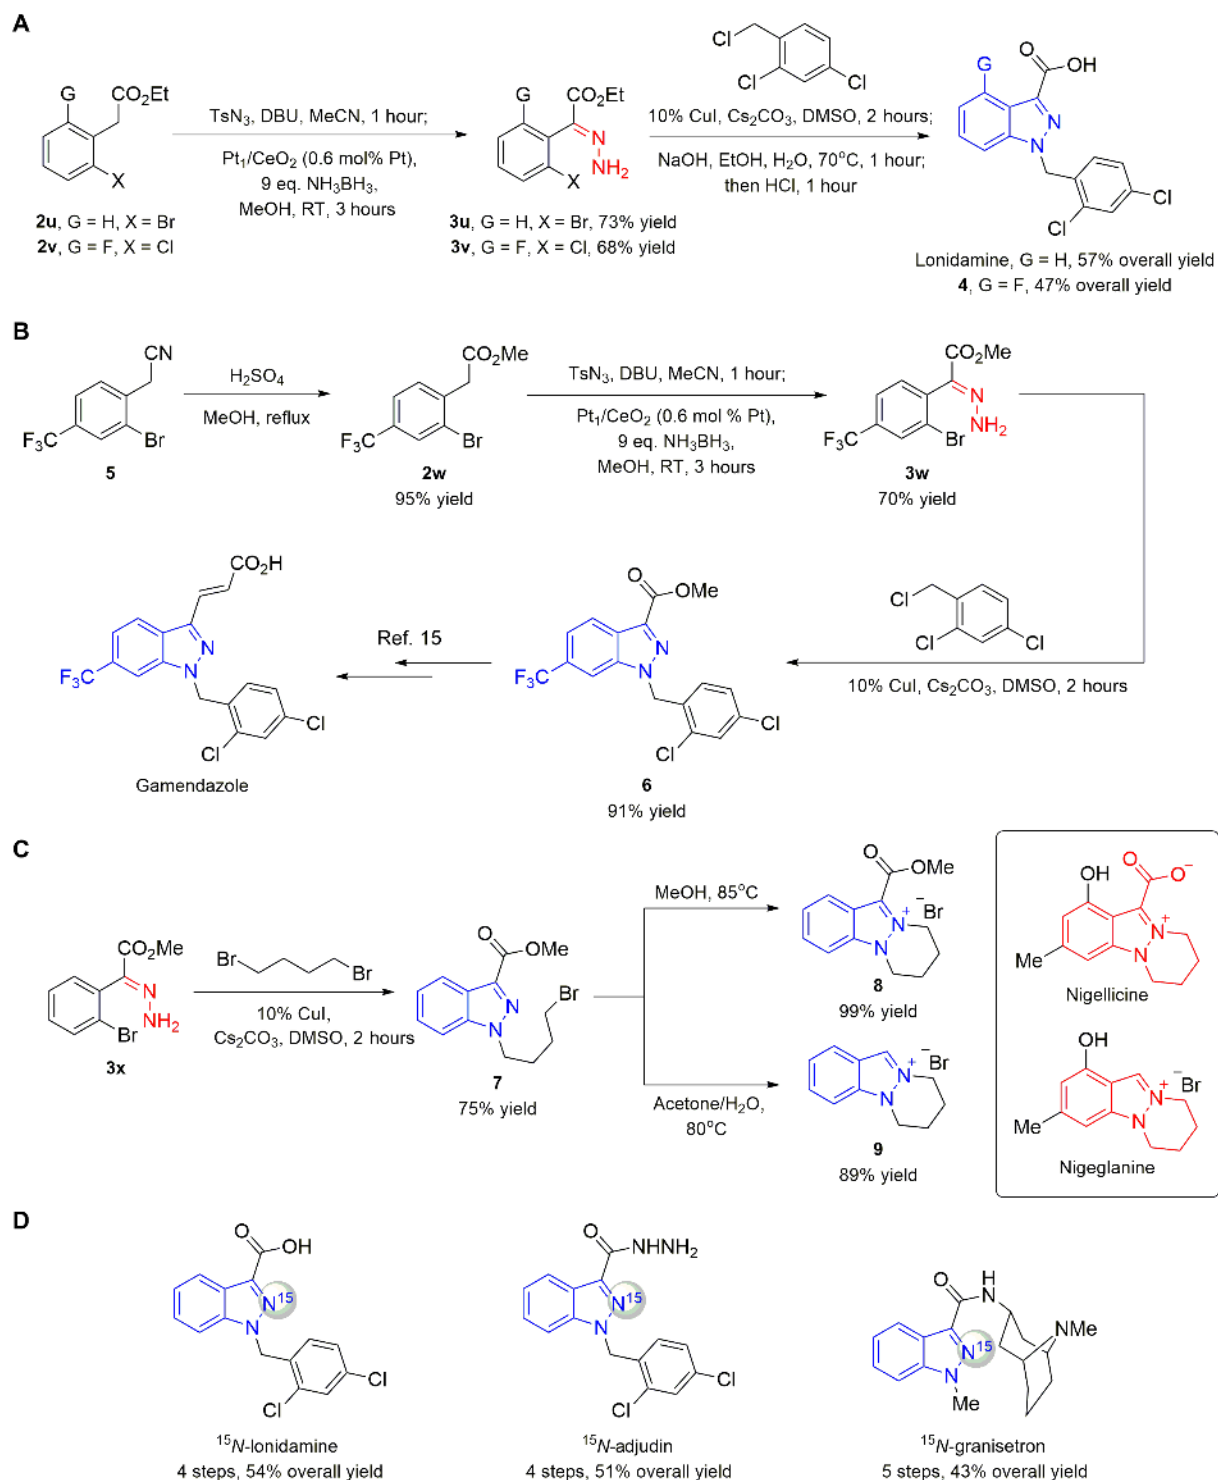 A
G
CO₂Et
X
2u, G = H, X = Br
2v, G = F, X = Cl
TsN₃, DBU, MeCN, 1 hour;
Pt₁/CeO₂ (0.6 mol% Pt),
9 eq. NH₃BH₃,
MeOH, RT, 3 hours
G
CO₂Et
N
NH₂
X
3u, G = H, X = Br, 73% yield
3v, G = F, X = Cl, 68% yield
Cl
Cl
Cl
10% CuI, Cs₂CO₃, DMSO, 2 hours;
NaOH, EtOH, H₂O, 70°C, 1 hour;
then HCl, 1 hour
G
O
OH
N
N
Cl
Cl
Lonidamine, G = H, 57% overall yield
4, G = F, 47% overall yield
B
CN
F₃C
Br
5
H₂SO₄
MeOH, reflux
CO₂Me
F₃C
Br
2w
95% yield
TsN₃, DBU, MeCN, 1 hour;
Pt₁/CeO₂ (0.6 mol % Pt),
9 eq. NH₃BH₃,
MeOH, RT, 3 hours
CO₂Me
N
NH₂
F₃C
Br
3w
70% yield
Cl
Cl
Cl
10% CuI, Cs₂CO₃, DMSO, 2 hours
O
OMe
N
N
F₃C
Cl
Cl
6
91% yield
Ref. 15
CO₂H
N
N
F₃C
Cl
Cl
Gamendazole
C
CO₂Me
N
NH₂
Br
3x
Br
Br
10% CuI,
Cs₂CO₃, DMSO, 2 hours
O
OMe
N
N
Br
7
75% yield
MeOH, 85°C
O
OMe
N⁺
N
⁻Br
8
99% yield
Acetone/H₂O,
80°C
N⁺
N
⁻Br
9
89% yield
OH
O
O⁻
N⁺
N
Me
Nigellicine
OH
N⁺
N
⁻Br
Me
Nigeglanine
D
O
OH
N¹⁵
N
Cl
Cl
¹⁵N-lonidamine
4 steps, 54% overall yield
O
NHNH₂
N¹⁵
N
Cl
Cl
¹⁵N-adjudin
4 steps, 51% overall yield
O
H
N
N¹⁵
N
Me
N—Me
¹⁵N-granisetron
5 steps, 43% overall yield